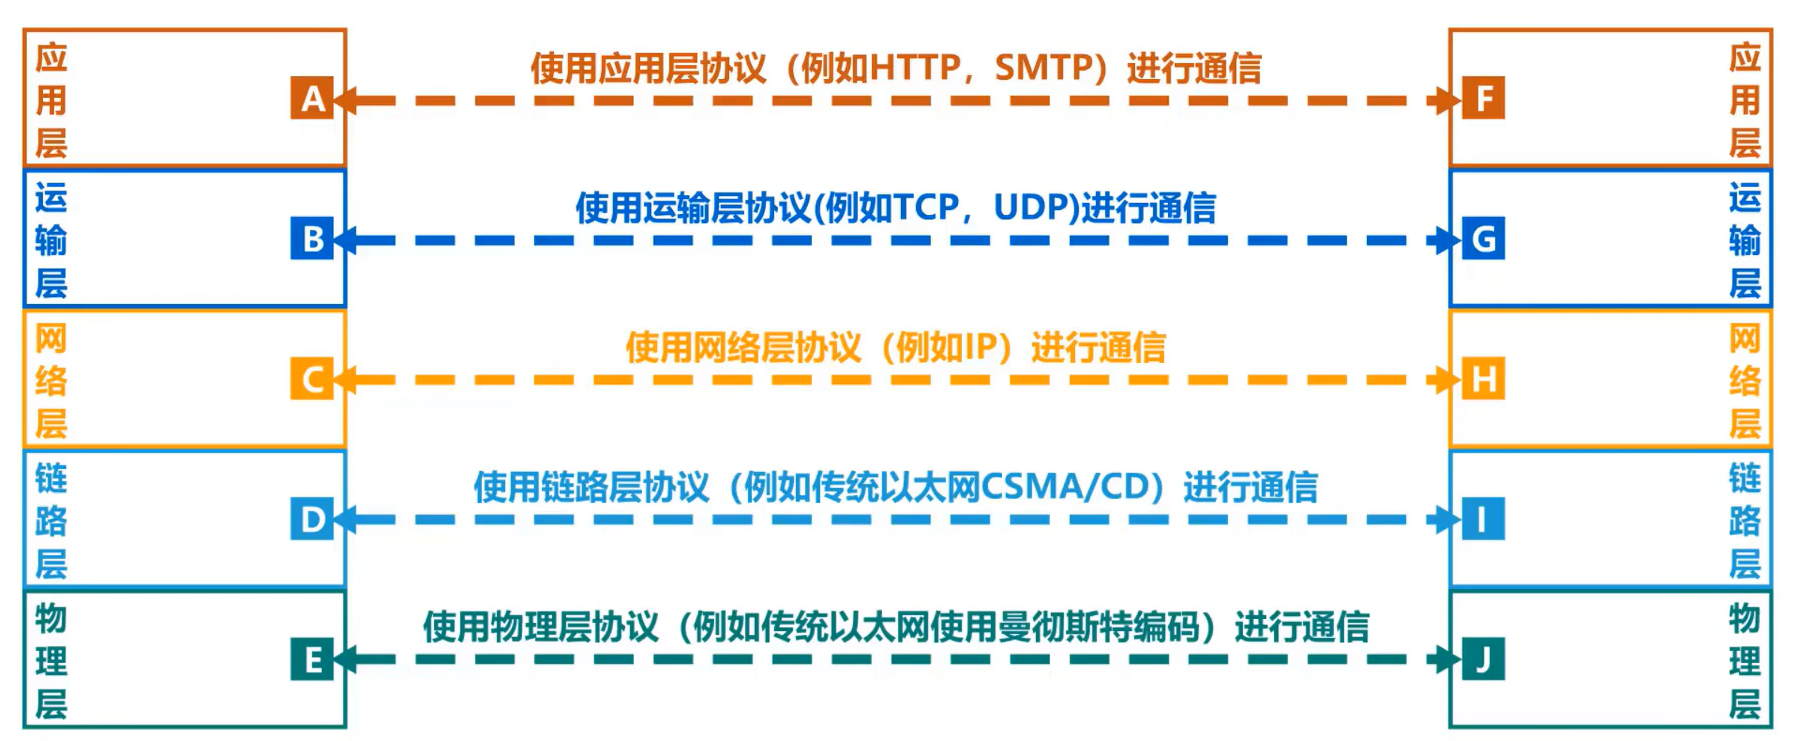 应用层
A
使用应用层协议（例如HTTP，SMTP）进行通信
F
应用层
运输层
B
使用运输层协议(例如TCP，UDP)进行通信
G
运输层
网络层
C
使用网络层协议（例如IP）进行通信
H
网络层
链路层
D
使用链路层协议（例如传统以太网CSMA/CD）进行通信
I
链路层
物理层
E
使用物理层协议（例如传统以太网使用曼彻斯特编码）进行通信
J
物理层